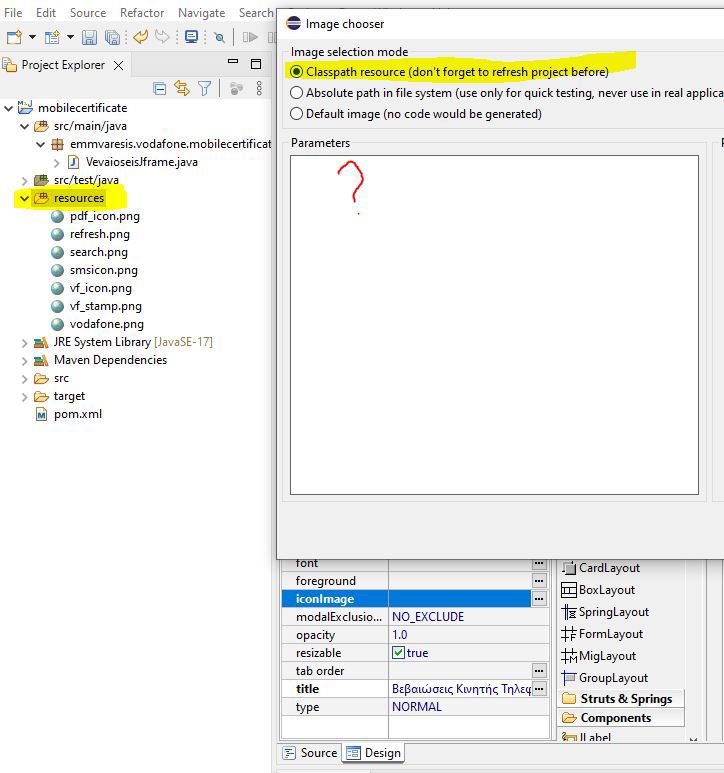 File Edit Source Refactor Navigate Search
Image chooser
Image selection mode
Classpath resource (don't forget to refresh project before)
Absolute path in file system (use only for quick testing, never use in real applica
Default image (no code would be generated)
Parameters
?
Project Explorer
mobilecertificate
src/main/java
emmvaresis.vodafone.mobilecertificat
VevaioseisJframe.java
src/test/java
resources
pdf_icon.png
refresh.png
search.png
smsicon.png
vf_icon.png
vf_stamp.png
vodafone.png
JRE System Library [JavaSE-17]
Maven Dependencies
src
target
pom.xml
font
foreground
iconImage
modalExclusio... NO_EXCLUDE
opacity 1.0
resizable true
tab order
title Βεβαιώσεις Κινητής Τηλεφ
type NORMAL
CardLayout
BoxLayout
SpringLayout
FormLayout
MigLayout
GroupLayout
Struts & Springs
Components
JLabel
Source Design